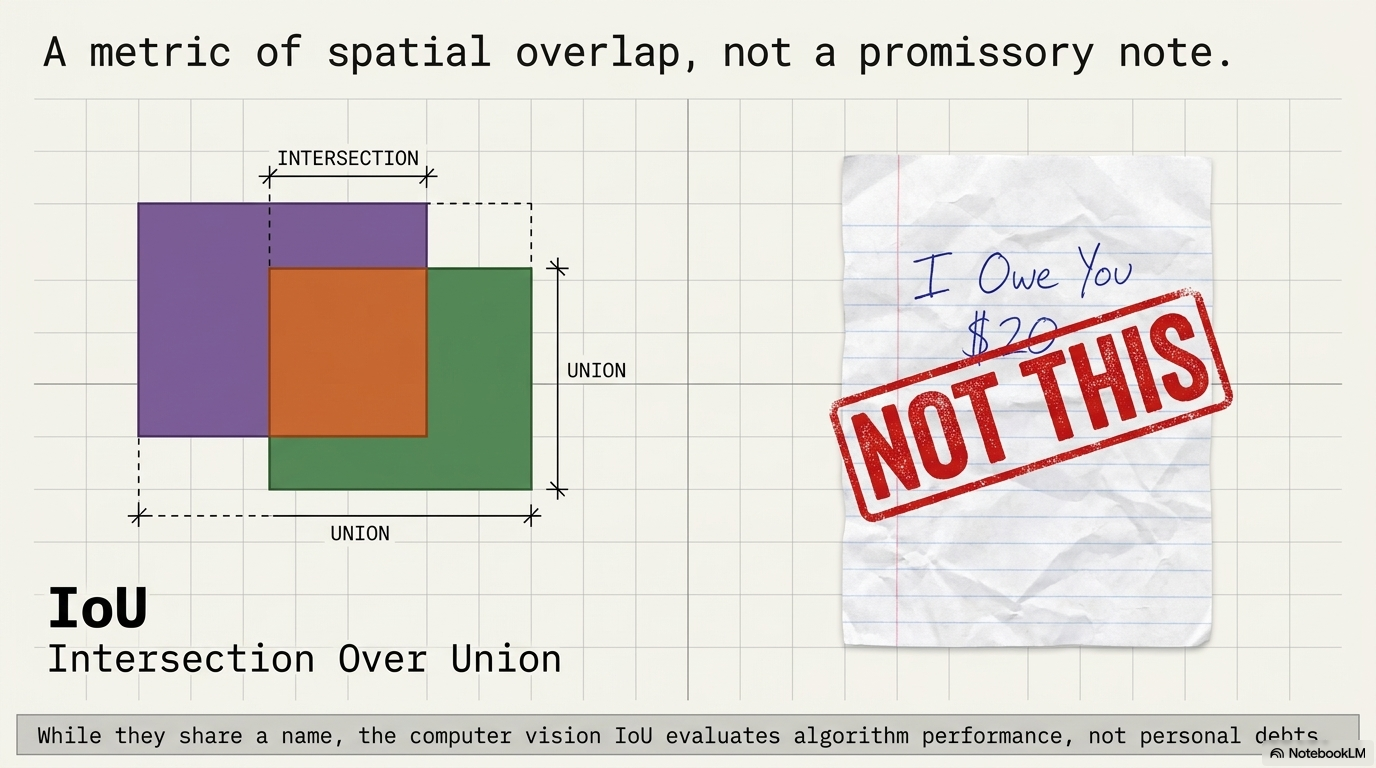 A metric of spatial overlap, not a promissory note.
INTERSECTION
UNION
UNION
IoU
Intersection Over Union
I Owe You
$20
NOT THIS
While they share a name, the computer vision IoU evaluates algorithm performance, not personal debts.
NotebookLM